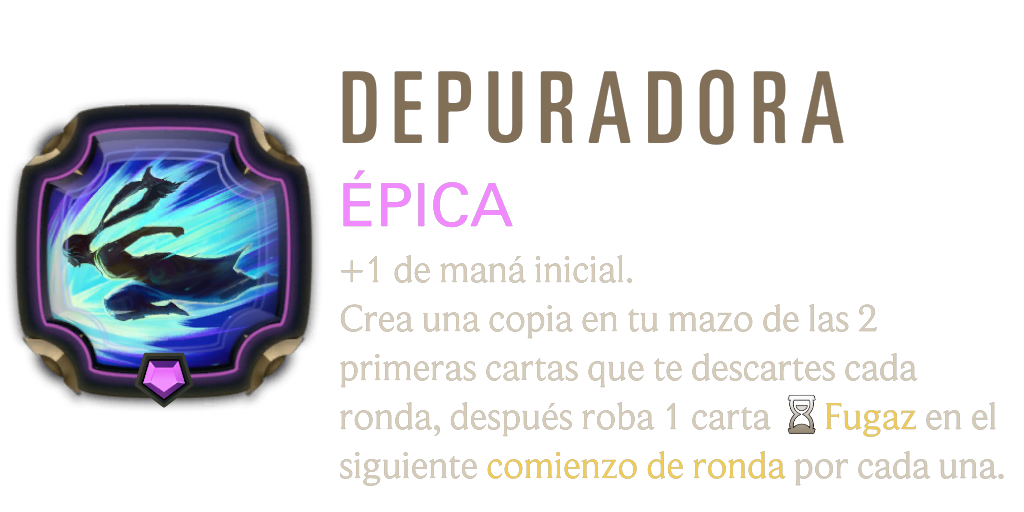 DEPURADORA
ÉPICA
+1 de maná inicial.
Crea una copia en tu mazo de las 2
primeras cartas que te descartes cada
ronda, después roba 1 carta Fugaz en el
siguiente comienzo de ronda por cada una.